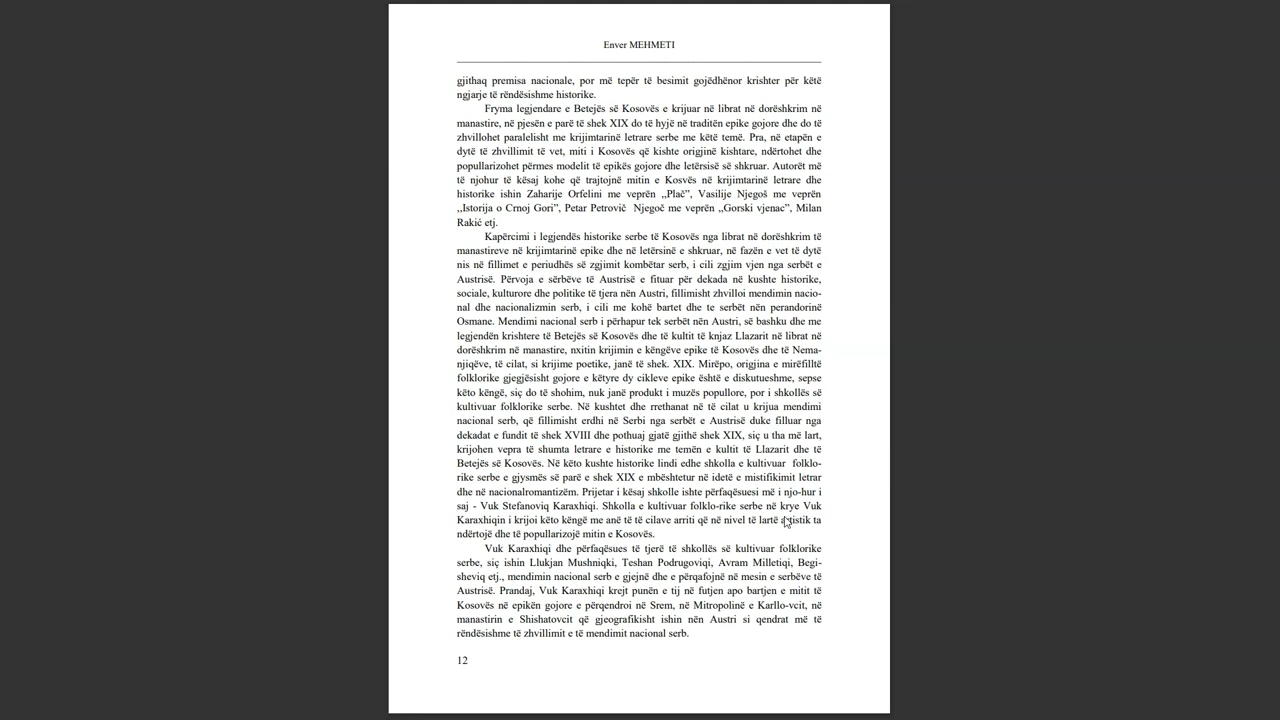 Enver MEHMETI
gjithaq premisa nacionale, por më tepër të besimit gojëdhënor krishter për këtë
ngjarje të rëndësishme historike.
Fryma legjendare e Betejës së Kosovës e krijuar në librat në dorëshkrim në
manastire, në pjesën e parë të shek XIX do të hyjë në traditën epike gojore dhe do të
zhvillohet paralelisht me krijimtarinë letrare serbe me këtë temë. Pra, në etapën e
dytë të zhvillimit të vet, miti i Kosovës që kishte origjinë kishtare, ndërtohet dhe
popullarizohet përmes modelit të epikës gojore dhe letërsisë së shkruar. Autorët më
të njohur të kësaj kohe që trajtojnë mitin e Kosvës në krijimtarinë letrare dhe
historike ishin Zaharije Orfelini me veprën ,,Plač”, Vasilije Njegoš me veprën
,,Istorija o Crnoj Gori”, Petar Petrovič  Njegoč me veprën ,,Gorski vjenac”, Milan
Rakić etj.
Kapërcimi i legjendës historike serbe të Kosovës nga librat në dorëshkrim të
manastireve në krijimtarinë epike dhe në letërsinë e shkruar, në fazën e vet të dytë
nis në fillimet e periudhës së zgjimit kombëtar serb, i cili zgjim vjen nga serbët e
Austrisë. Përvoja e sërbëve të Austrisë e fituar për dekada në kushte historike,
sociale, kulturore dhe politike të tjera nën Austri, fillimisht zhvilloi mendimin nacio-
nal dhe nacionalizmin serb, i cili me kohë bartet dhe te serbët nën perandorinë
Osmane. Mendimi nacional serb i përhapur tek serbët nën Austri, së bashku dhe me
legjendën krishtere të Betejës së Kosovës dhe të kultit të knjaz Llazarit në librat në
dorëshkrim në manastire, nxitin krijimin e këngëve epike të Kosovës dhe të Nema-
njiqëve, të cilat, si krijime poetike, janë të shek. XIX. Mirëpo, origjina e mirëfilltë
folklorike gjegjësisht gojore e këtyre dy cikleve epike është e diskutueshme, sepse
këto këngë, siç do të shohim, nuk janë produkt i muzës popullore, por i shkollës së
kultivuar folklorike serbe. Në kushtet dhe rrethanat në të cilat u krijua mendimi
nacional serb, që fillimisht erdhi në Serbi nga serbët e Austrisë duke filluar nga
dekadat e fundit të shek XVIII dhe pothuaj gjatë gjithë shek XIX, siç u tha më lart,
krijohen vepra të shumta letrare e historike me temën e kultit të Llazarit dhe të
Betejës së Kosovës. Në këto kushte historike lindi edhe shkolla e kultivuar  folklo-
rike serbe e gjysmës së parë e shek XIX e mbështetur në idetë e mistifikimit letrar
dhe në nacionalromantizëm. Prijetar i kësaj shkolle ishte përfaqësuesi më i njo-hur i
saj - Vuk Stefanoviq Karaxhiqi. Shkolla e kultivuar folklo-rike serbe në krye Vuk
Karaxhiqin i krijoi këto këngë me anë të të cilave arriti që në nivel të lartë artistik ta
ndërtojë dhe të popullarizojë mitin e Kosovës.
Vuk Karaxhiqi dhe përfaqësues të tjerë të shkollës së kultivuar folklorike
serbe, siç ishin Llukjan Mushniqki, Teshan Podrugoviqi, Avram Milletiqi, Begi-
sheviq etj., mendimin nacional serb e gjejnë dhe e përqafojnë në mesin e serbëve të
Austrisë. Prandaj, Vuk Karaxhiqi krejt punën e tij në futjen apo bartjen e mitit të
Kosovës në epikën gojore e përqendroi në Srem, në Mitropolinë e Karllo-vcit, në
manastirin e Shishatovcit që gjeografikisht ishin nën Austri si qendrat më të
rëndësishme të zhvillimit e të mendimit nacional serb.
12